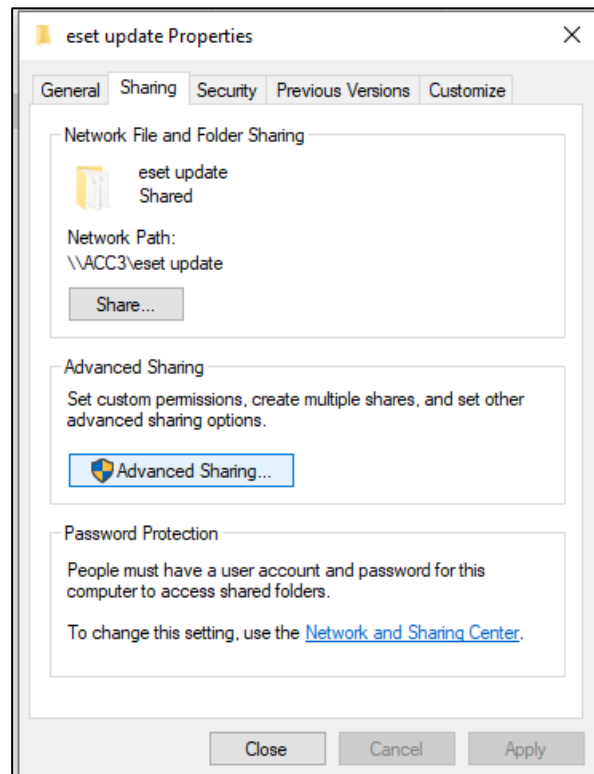 eset update Properties
General Sharing Security Previous Versions Customize
Network File and Folder Sharing
eset update
Shared
Network Path:
\\ACC3\eset update
Share...
Advanced Sharing
Set custom permissions, create multiple shares, and set other
advanced sharing options.
Advanced Sharing...
Password Protection
People must have a user account and password for this
computer to access shared folders.
To change this setting, use the Network and Sharing Center.
Close Cancel Apply